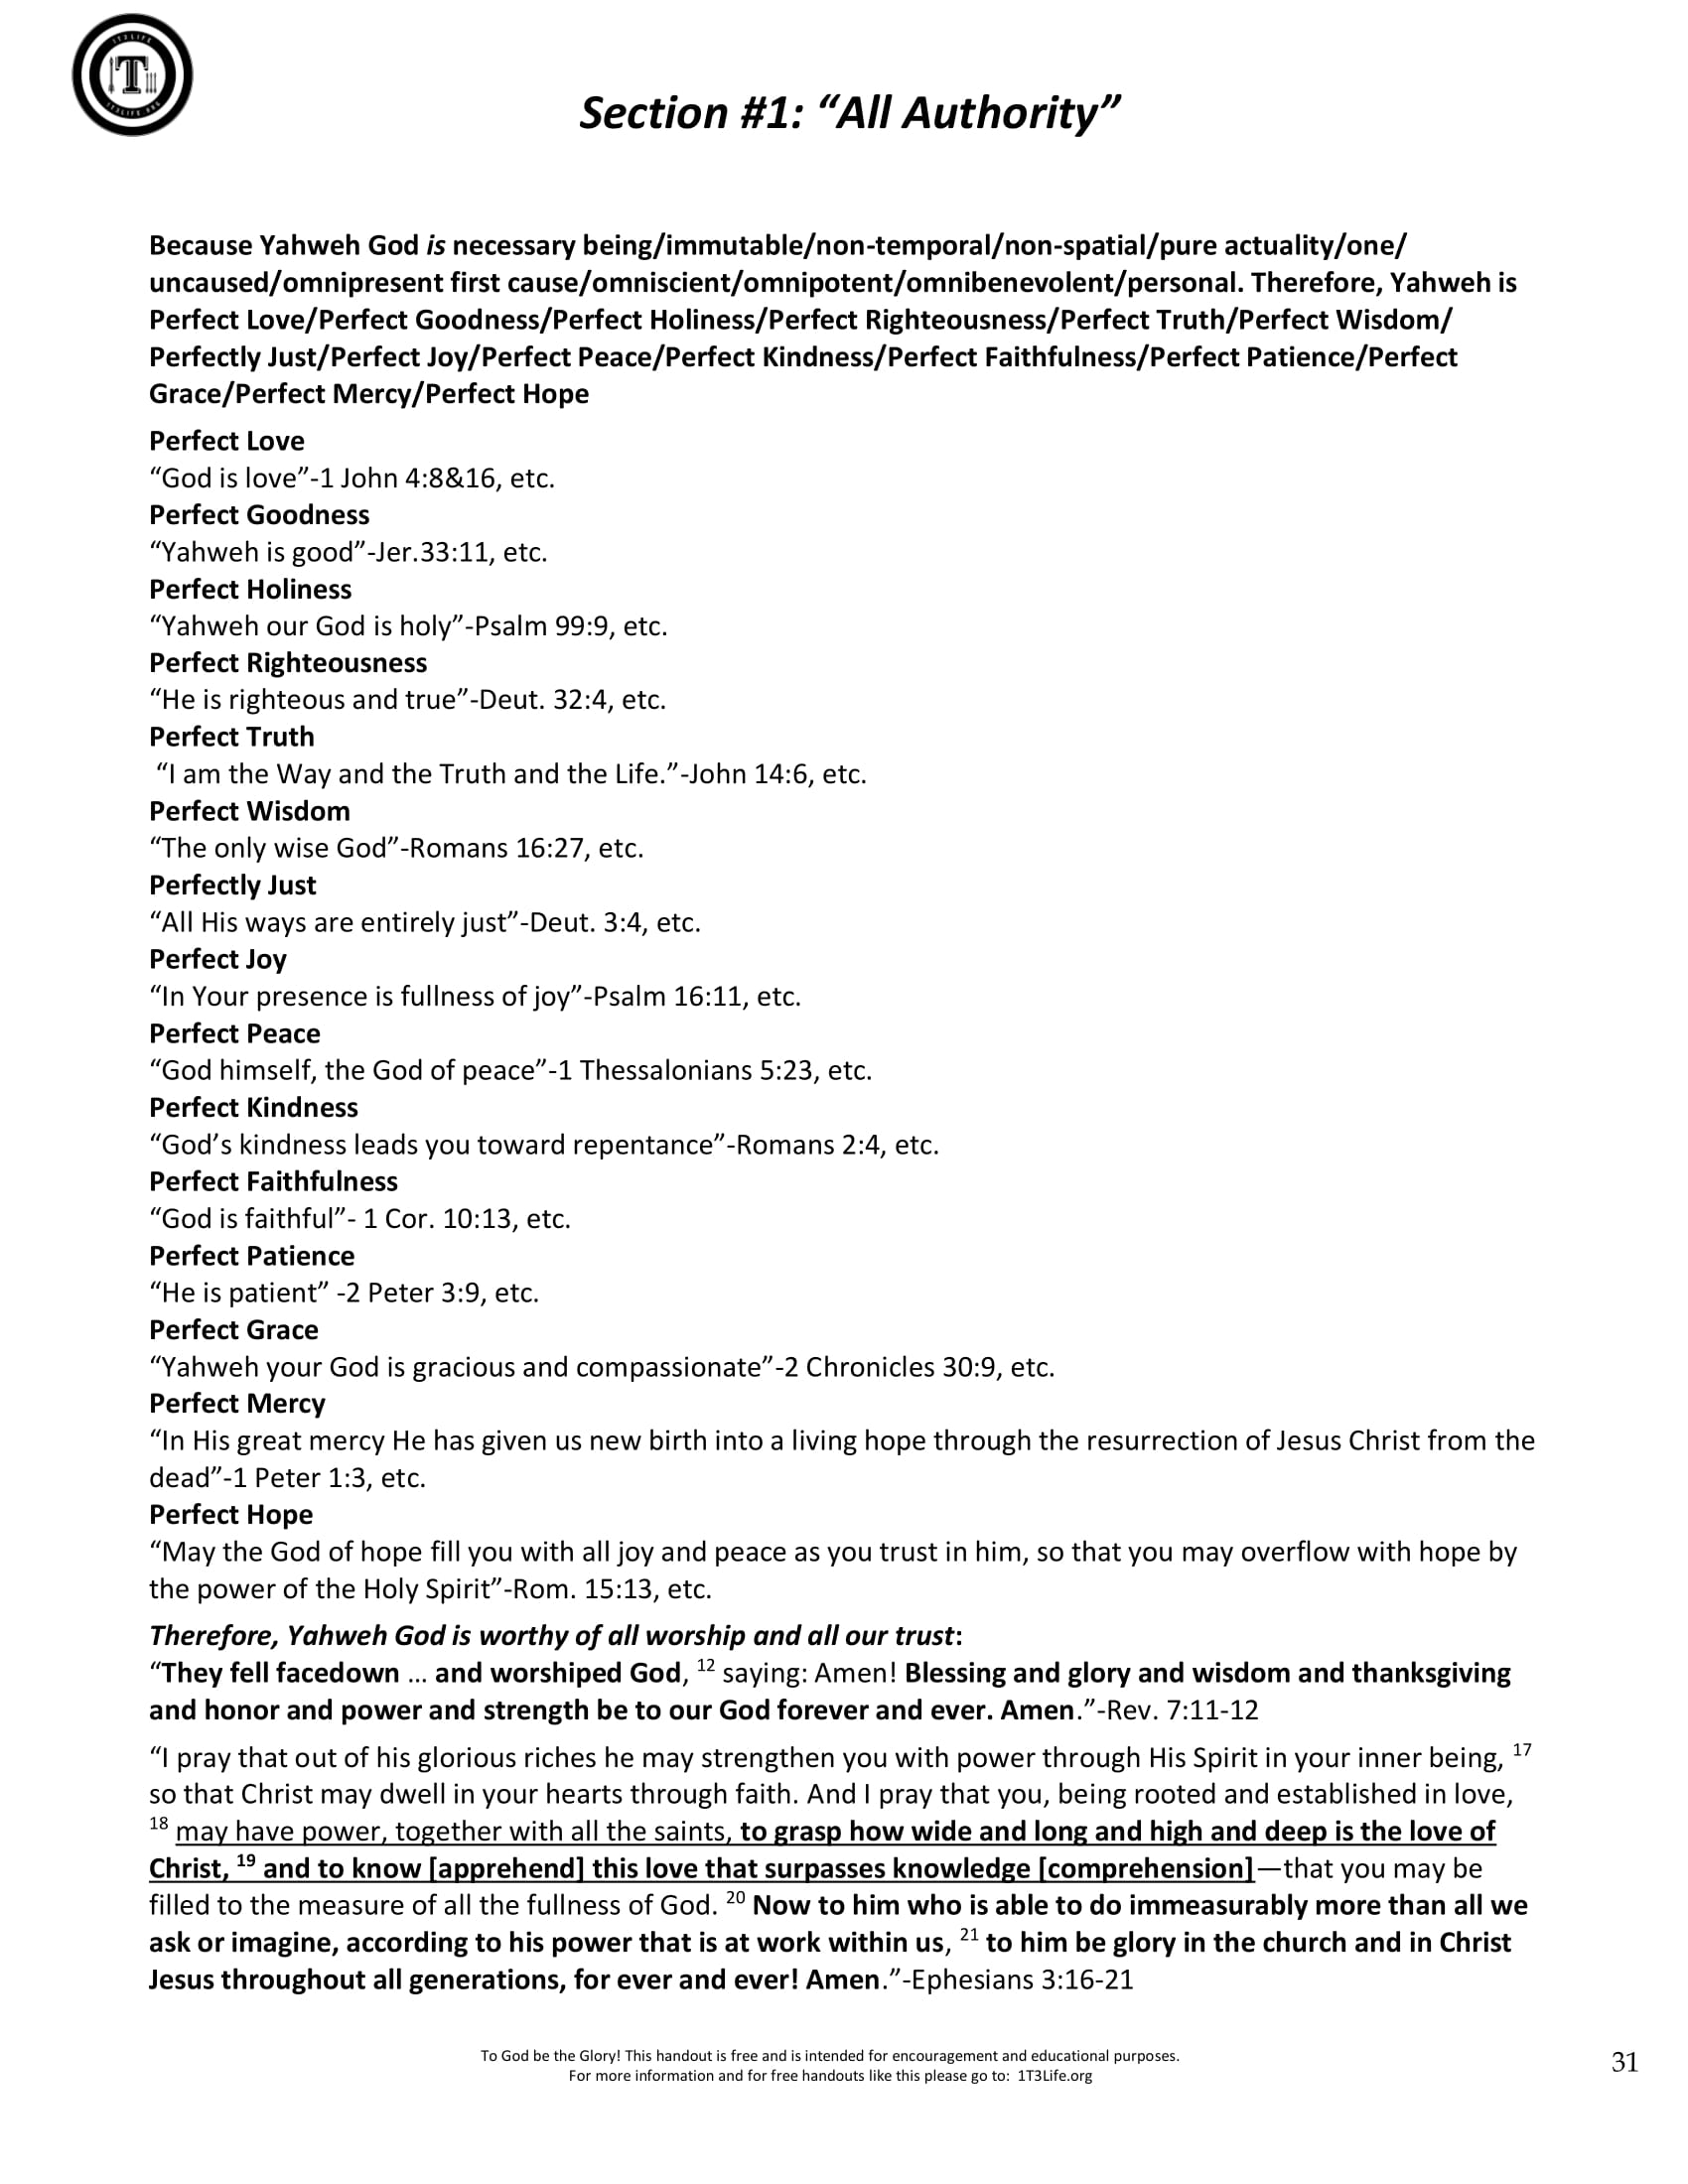 1T3LIFE
T
1T3LIFE.ORG
Section #1: “All Authority”
Because Yahweh God is necessary being/immutable/non-temporal/non-spatial/pure actuality/one/
uncaused/omnipresent first cause/omniscient/omnipotent/omnibenevolent/personal. Therefore, Yahweh is
Perfect Love/Perfect Goodness/Perfect Holiness/Perfect Righteousness/Perfect Truth/Perfect Wisdom/
Perfectly Just/Perfect Joy/Perfect Peace/Perfect Kindness/Perfect Faithfulness/Perfect Patience/Perfect
Grace/Perfect Mercy/Perfect Hope
Perfect Love
“God is love”-1 John 4:8&16, etc.
Perfect Goodness
“Yahweh is good”-Jer.33:11, etc.
Perfect Holiness
“Yahweh our God is holy”-Psalm 99:9, etc.
Perfect Righteousness
“He is righteous and true”-Deut. 32:4, etc.
Perfect Truth
“I am the Way and the Truth and the Life.”-John 14:6, etc.
Perfect Wisdom
“The only wise God”-Romans 16:27, etc.
Perfectly Just
“All His ways are entirely just”-Deut. 3:4, etc.
Perfect Joy
“In Your presence is fullness of joy”-Psalm 16:11, etc.
Perfect Peace
“God himself, the God of peace”-1 Thessalonians 5:23, etc.
Perfect Kindness
“God’s kindness leads you toward repentance”-Romans 2:4, etc.
Perfect Faithfulness
“God is faithful”- 1 Cor. 10:13, etc.
Perfect Patience
“He is patient” -2 Peter 3:9, etc.
Perfect Grace
“Yahweh your God is gracious and compassionate”-2 Chronicles 30:9, etc.
Perfect Mercy
“In His great mercy He has given us new birth into a living hope through the resurrection of Jesus Christ from the
dead”-1 Peter 1:3, etc.
Perfect Hope
“May the God of hope fill you with all joy and peace as you trust in him, so that you may overflow with hope by
the power of the Holy Spirit”-Rom. 15:13, etc.
Therefore, Yahweh God is worthy of all worship and all our trust:
“They fell facedown … and worshiped God, 12 saying: Amen! Blessing and glory and wisdom and thanksgiving
and honor and power and strength be to our God forever and ever. Amen.”-Rev. 7:11-12
“I pray that out of his glorious riches he may strengthen you with power through His Spirit in your inner being, 17
so that Christ may dwell in your hearts through faith. And I pray that you, being rooted and established in love,
18 may have power, together with all the saints, to grasp how wide and long and high and deep is the love of
Christ, 19 and to know [apprehend] this love that surpasses knowledge [comprehension]—that you may be
filled to the measure of all the fullness of God. 20 Now to him who is able to do immeasurably more than all we
ask or imagine, according to his power that is at work within us, 21 to him be glory in the church and in Christ
Jesus throughout all generations, for ever and ever! Amen.”-Ephesians 3:16-21
To God be the Glory! This handout is free and is intended for encouragement and educational purposes.
For more information and for free handouts like this please go to: 1T3Life.org
31